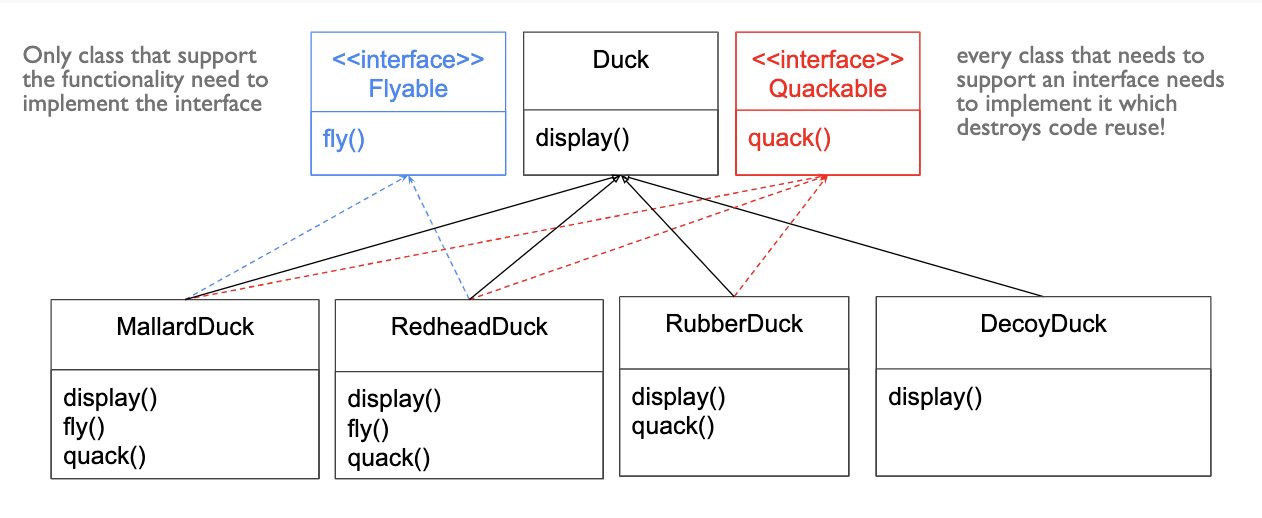 Only class that support
the functionality need to
implement the interface
<<interface>>
Flyable
fly()
Duck
display()
<<interface>>
Quackable
quack()
every class that needs to
support an interface needs
to implement it which
destroys code reuse!
MallardDuck
display()
fly()
quack()
RedheadDuck
display()
fly()
quack()
RubberDuck
display()
quack()
DecoyDuck
display()